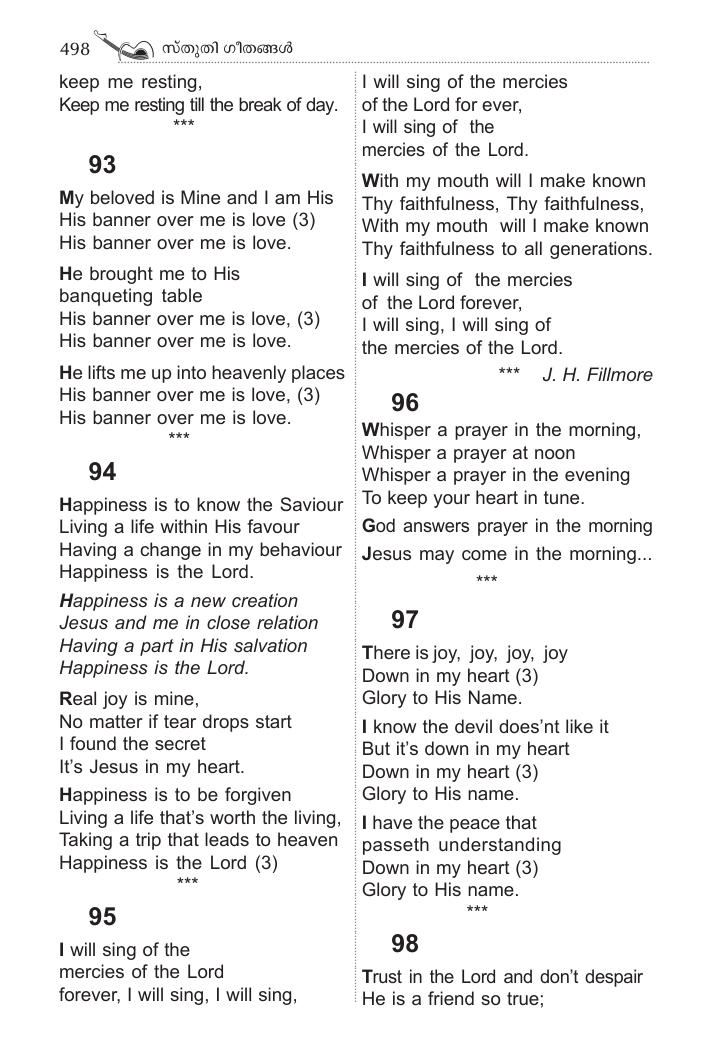 498 സ്തുതി ഗീതങ്ങൾ
keep me resting,
Keep me resting till the break of day.
***
93
My beloved is Mine and I am His
His banner over me is love (3)
His banner over me is love.
He brought me to His
banqueting table
His banner over me is love, (3)
His banner over me is love.
He lifts me up into heavenly places
His banner over me is love, (3)
His banner over me is love.
***
94
Happiness is to know the Saviour
Living a life within His favour
Having a change in my behaviour
Happiness is the Lord.
Happiness is a new creation
Jesus and me in close relation
Having a part in His salvation
Happiness is the Lord.
Real joy is mine,
No matter if tear drops start
I found the secret
It's Jesus in my heart.
Happiness is to be forgiven
Living a life that's worth the living,
Taking a trip that leads to heaven
Happiness is the Lord (3)
***
95
I will sing of the
mercies of the Lord
forever, I will sing, I will sing,
I will sing of the mercies
of the Lord for ever,
I will sing of the
mercies of the Lord.
With my mouth will I make known
Thy faithfulness, Thy faithfulness,
With my mouth will I make known
Thy faithfulness to all generations.
I will sing of the mercies
of the Lord forever,
I will sing, I will sing of
the mercies of the Lord.
*** J. H. Fillmore
96
Whisper a prayer in the morning,
Whisper a prayer at noon
Whisper a prayer in the evening
To keep your heart in tune.
God answers prayer in the morning
Jesus may come in the morning...
***
97
There is joy, joy, joy, joy
Down in my heart (3)
Glory to His Name.
I know the devil does'nt like it
But it's down in my heart
Down in my heart (3)
Glory to His name.
I have the peace that
passeth understanding
Down in my heart (3)
Glory to His name.
***
98
Trust in the Lord and don't despair
He is a friend so true;